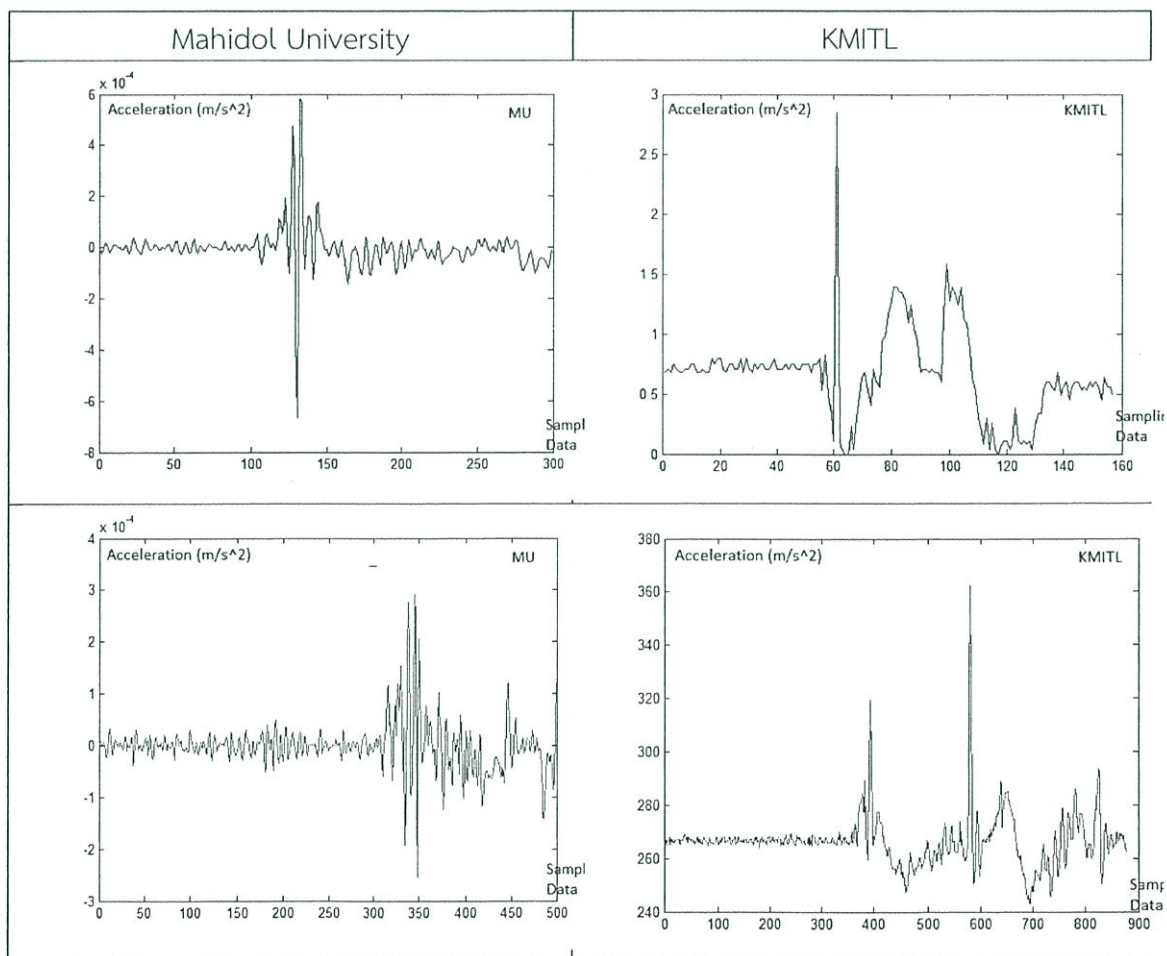 Mahidol University
KMITL
x 10⁻⁴
Acceleration (m/s^2)
MU
6
4
2
0
-2
-4
-6
-8
0 50 100 150 200 250 300
Sampl
Data
Acceleration (m/s^2)
KMITL
3
2 5
2
1 5
1
0 5
0
0 20 40 60 80 100 120 140 160
Samplin
Data
x 10⁻⁴
Acceleration (m/s^2)
MU
4
3
2
1
0
-1
-2
-3
0 50 100 150 200 250 300 350 400 450 500
Sampl
Data
Acceleration (m/s^2)
KMITL
380
360
340
320
300
280
260
240
0 100 200 300 400 500 600 700 800 900
Samp
Data